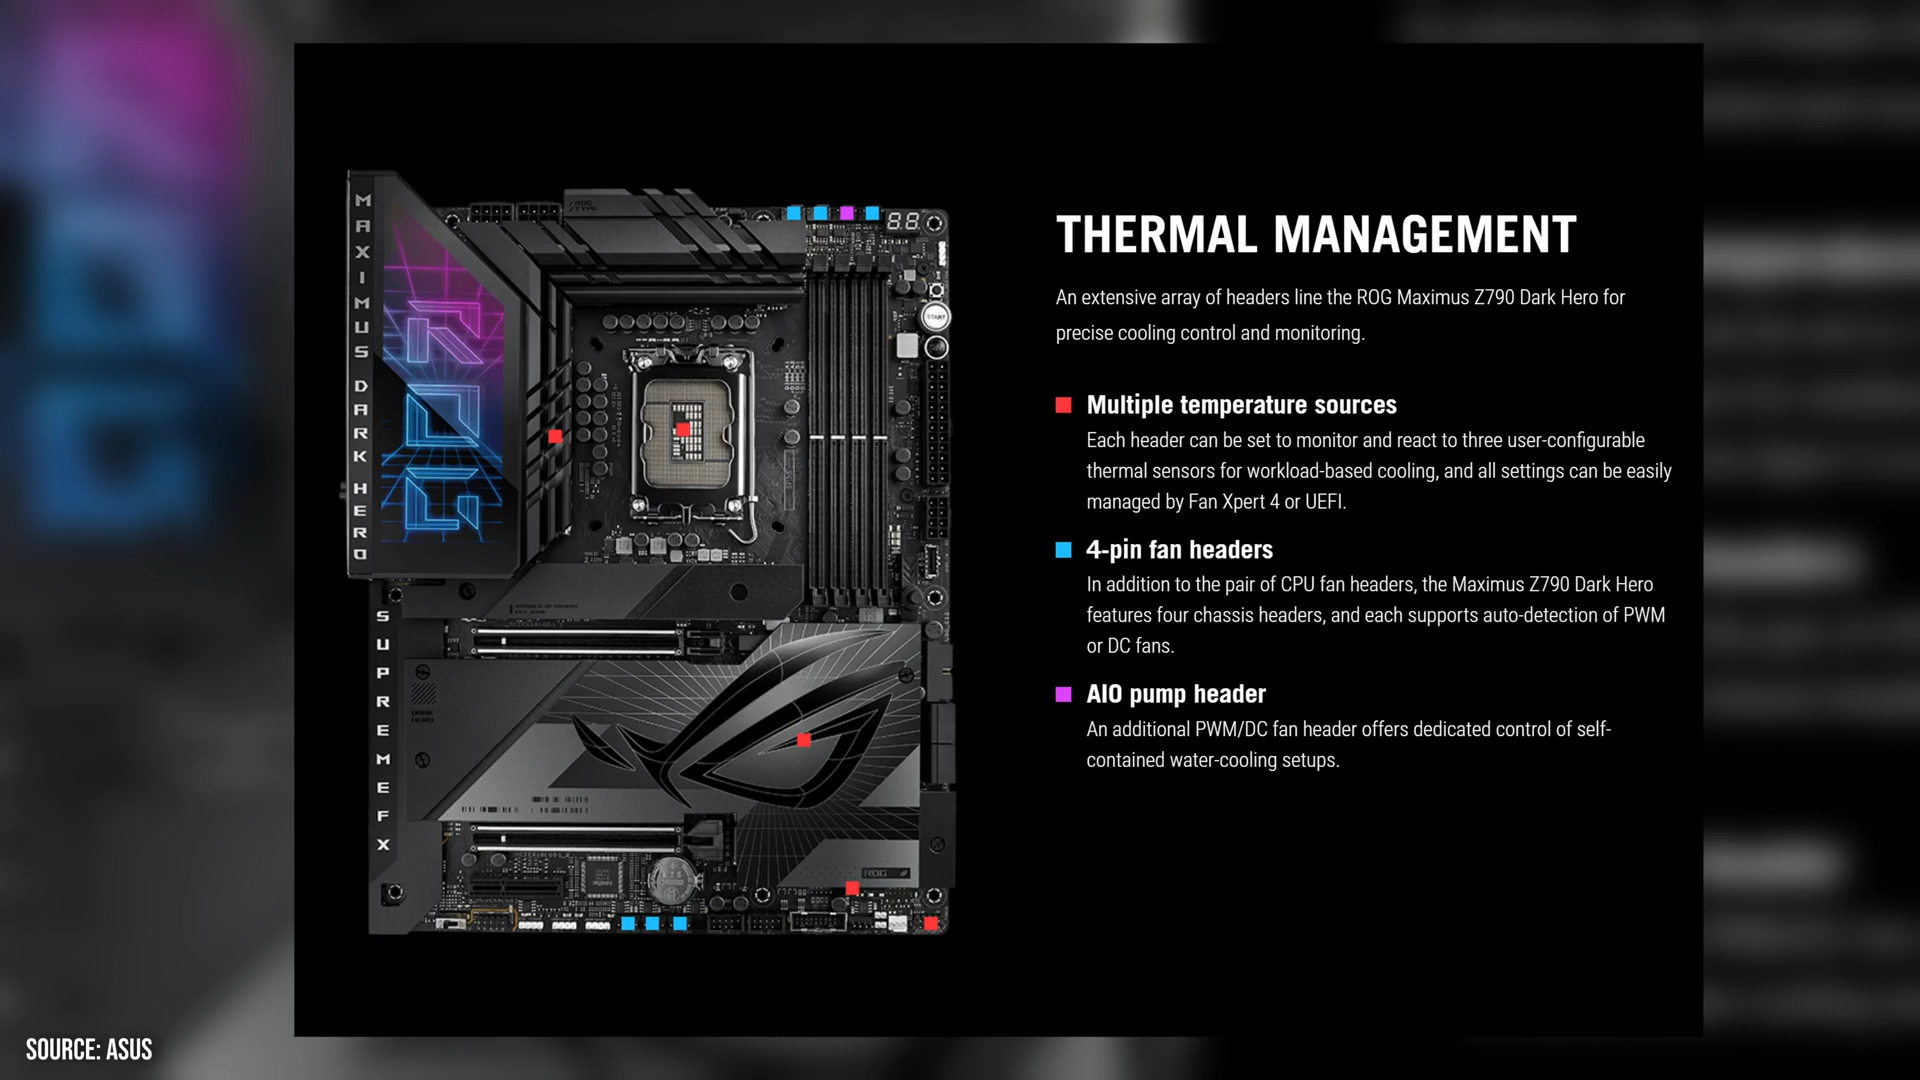 MAXIMUS DARK HERO
SUPREMEFX
START
ROG
THERMAL MANAGEMENT
An extensive array of headers line the ROG Maximus Z790 Dark Hero for
precise cooling control and monitoring.
Multiple temperature sources
Each header can be set to monitor and react to three user-configurable
thermal sensors for workload-based cooling, and all settings can be easily
managed by Fan Xpert 4 or UEFI.
4-pin fan headers
In addition to the pair of CPU fan headers, the Maximus Z790 Dark Hero
features four chassis headers, and each supports auto-detection of PWM
or DC fans.
AIO pump header
An additional PWM/DC fan header offers dedicated control of self-
contained water-cooling setups.
SOURCE: ASUS